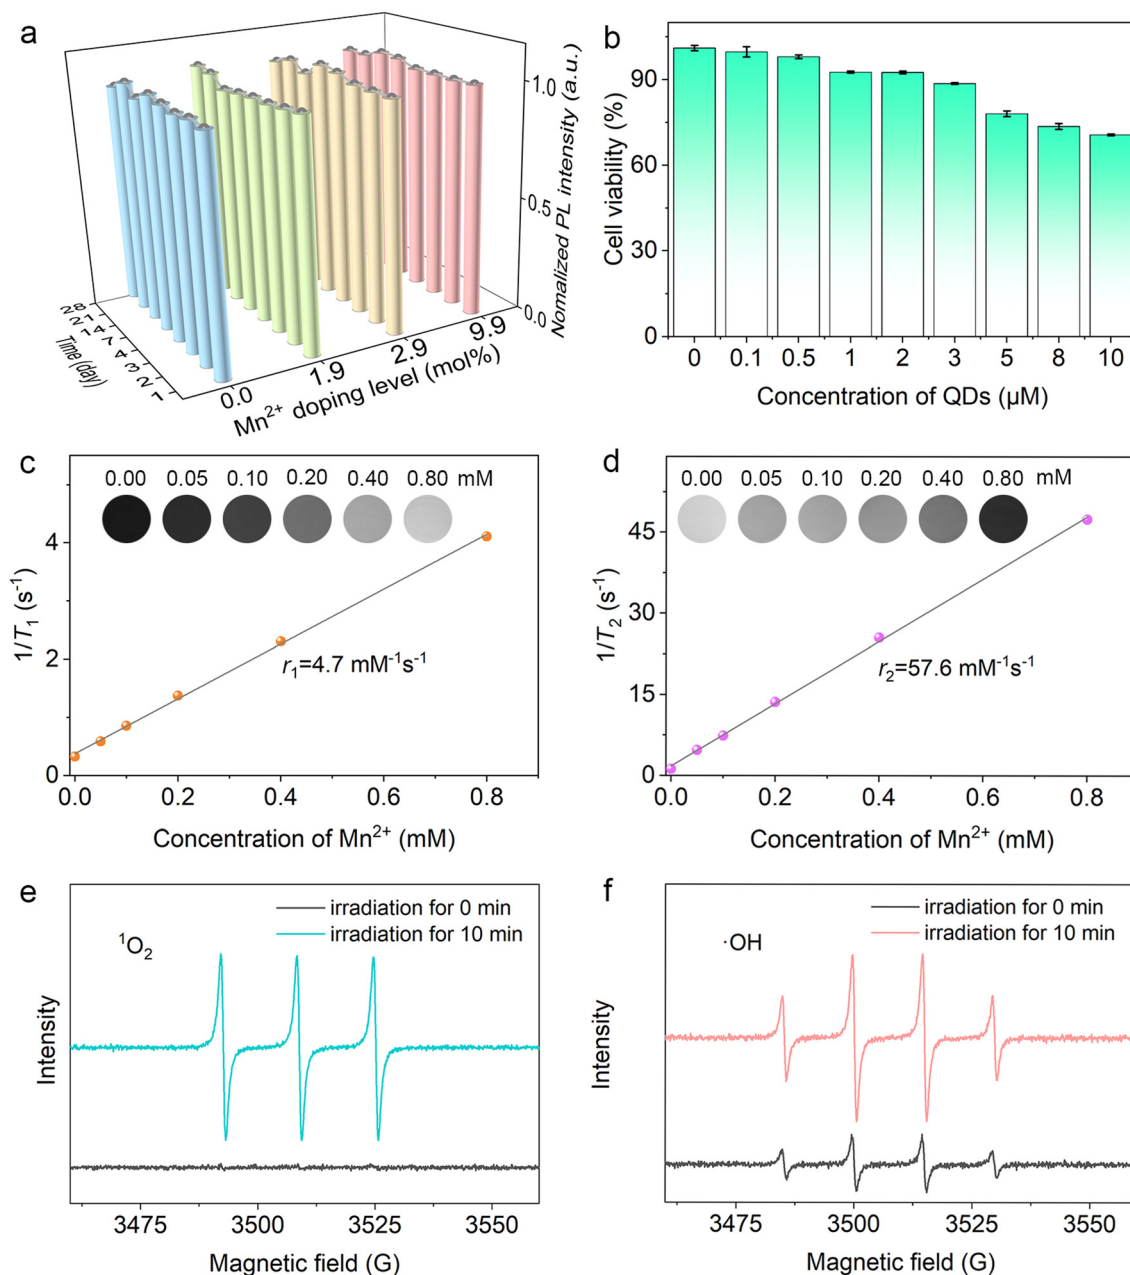 a
Nomalized PL intensity (a.u.)
1.0
0.5
0.0
Time (day)
28
21
14
7
4
3
2
1
0.0
1.9
2.9
9.9
Mn²⁺ doping level (mol%)
b
Cell viability (%)
90
60
30
0
0 0.1 0.5 1 2 3 5 8 10
Concentration of QDs (μM)
c
0.00 0.05 0.10 0.20 0.40 0.80 mM
1/T₁ (s⁻¹)
4
2
0
r₁=4.7 mM⁻¹s⁻¹
0.0 0.2 0.4 0.6 0.8
Concentration of Mn²⁺ (mM)
d
0.00 0.05 0.10 0.20 0.40 0.80 mM
1/T₂ (s⁻¹)
45
30
15
0
r₂=57.6 mM⁻¹s⁻¹
0.0 0.2 0.4 0.6 0.8
Concentration of Mn²⁺ (mM)
e
irradiation for 0 min
irradiation for 10 min
¹O₂
Intensity
3475 3500 3525 3550
Magnetic field (G)
f
irradiation for 0 min
irradiation for 10 min
·OH
Intensity
3475 3500 3525 3550
Magnetic field (G)